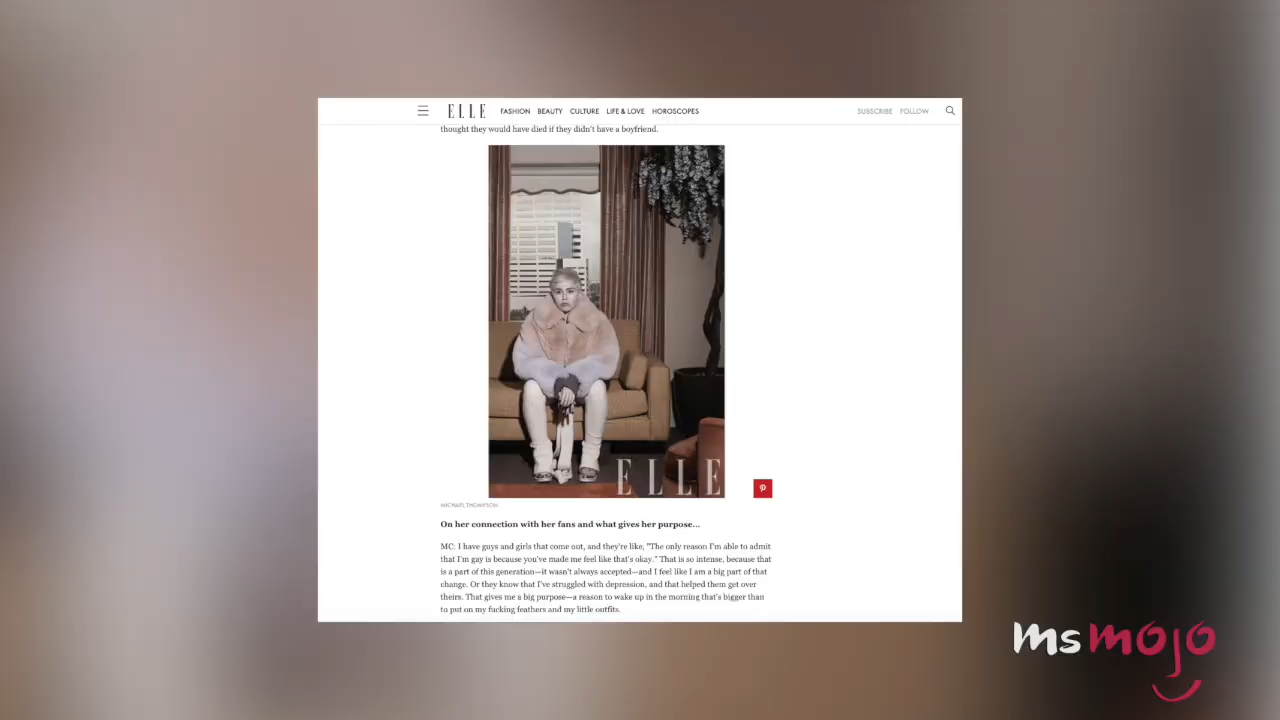 ELLE FASHION BEAUTY CULTURE LIFE & LOVE HOROSCOPES SUBSCRIBE FOLLOW
thought they would have died if they didn't have a boyfriend.
ELLE
MICHAEL THOMPSON
On her connection with her fans and what gives her purpose...
MC: I have guys and girls that come out, and they're like, "The only reason I'm able to admit
that I'm gay is because you've made me feel like that's okay." That is so intense, because that
is a part of this generation—it wasn't always accepted—and I feel like I am a big part of that
change. Or they know that I've struggled with depression, and that helped them get over
theirs. That gives me a big purpose—a reason to wake up in the morning that's bigger than
to put on my fucking feathers and my little outfits.
msmojo